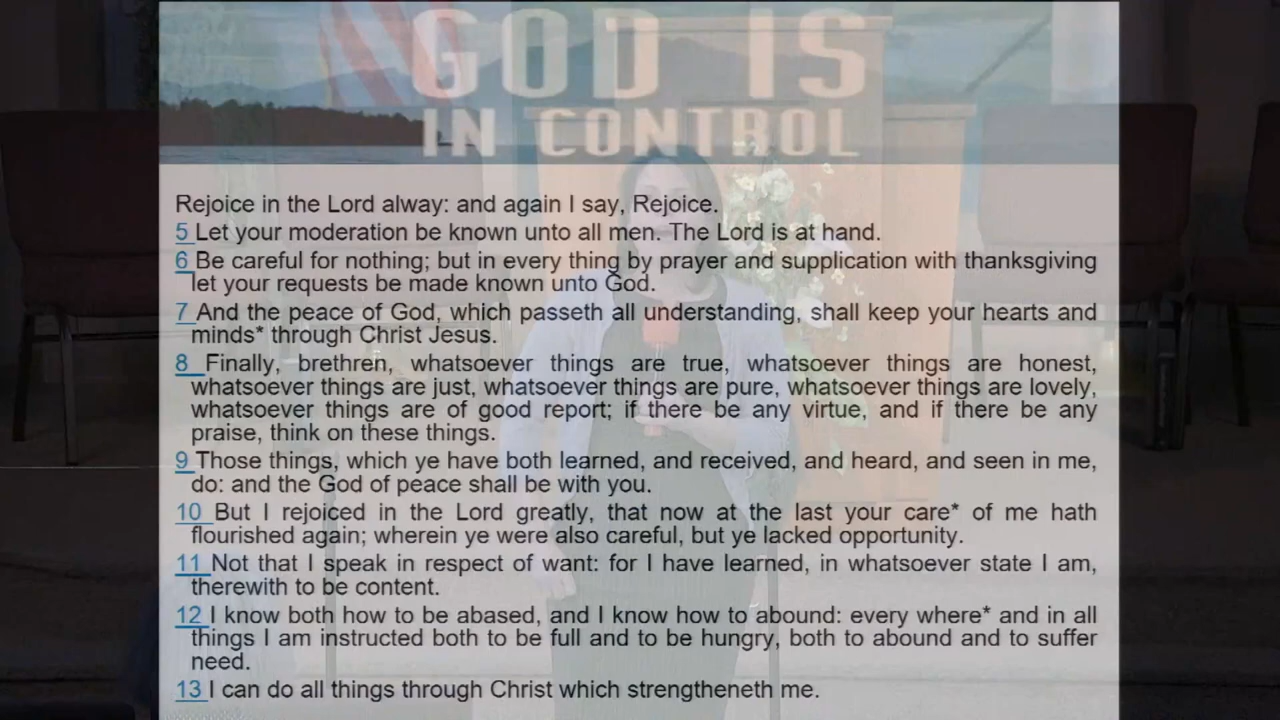 GOD IS
IN CONTROL
Rejoice in the Lord alway: and again I say, Rejoice.
5 Let your moderation be known unto all men. The Lord is at hand.
6 Be careful for nothing; but in every thing by prayer and supplication with thanksgiving
let your requests be made known unto God.
7 And the peace of God, which passeth all understanding, shall keep your hearts and
minds* through Christ Jesus.
8 Finally, brethren, whatsoever things are true, whatsoever things are honest,
whatsoever things are just, whatsoever things are pure, whatsoever things are lovely,
whatsoever things are of good report; if there be any virtue, and if there be any
praise, think on these things.
9 Those things, which ye have both learned, and received, and heard, and seen in me,
do: and the God of peace shall be with you.
10 But I rejoiced in the Lord greatly, that now at the last your care* of me hath
flourished again; wherein ye were also careful, but ye lacked opportunity.
11 Not that I speak in respect of want: for I have learned, in whatsoever state I am,
therewith to be content.
12 I know both how to be abased, and I know how to abound: every where* and in all
things I am instructed both to be full and to be hungry, both to abound and to suffer
need.
13 I can do all things through Christ which strengtheneth me.